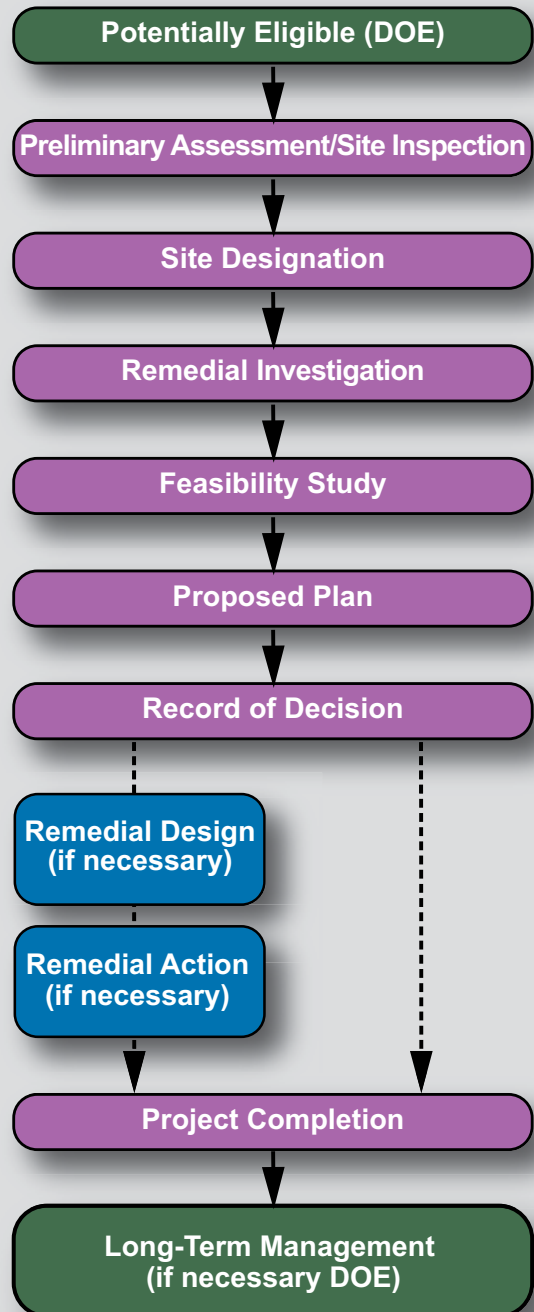 Potentially Eligible (DOE)
Preliminary Assessment/Site Inspection
Site Designation
Remedial Investigation
Feasibility Study
Proposed Plan
Record of Decision
Remedial Design
(if necessary)
Remedial Action
(if necessary)
Project Completion
Long-Term Management
(if necessary DOE)